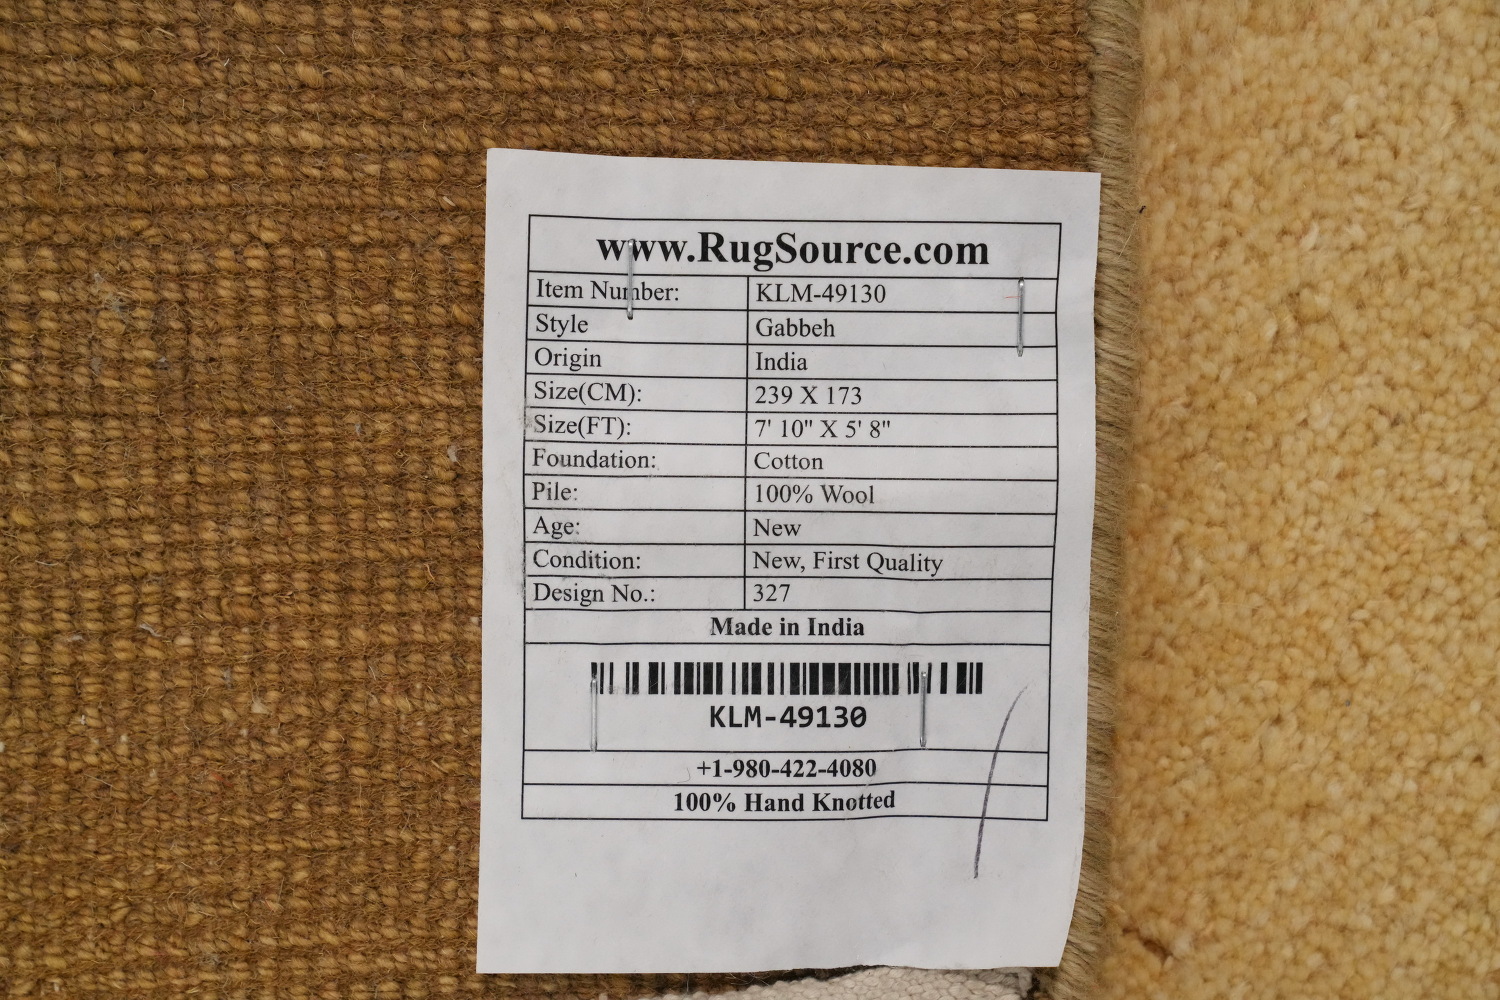 www.RugSource.com
Item Number: KLM-49130
Style Gabbeh
Origin India
Size(CM): 239 X 173
Size(FT): 7' 10" X 5' 8"
Foundation: Cotton
Pile: 100% Wool
Age: New
Condition: New, First Quality
Design No.: 327
Made in India
KLM-49130
+1-980-422-4080
100% Hand Knotted